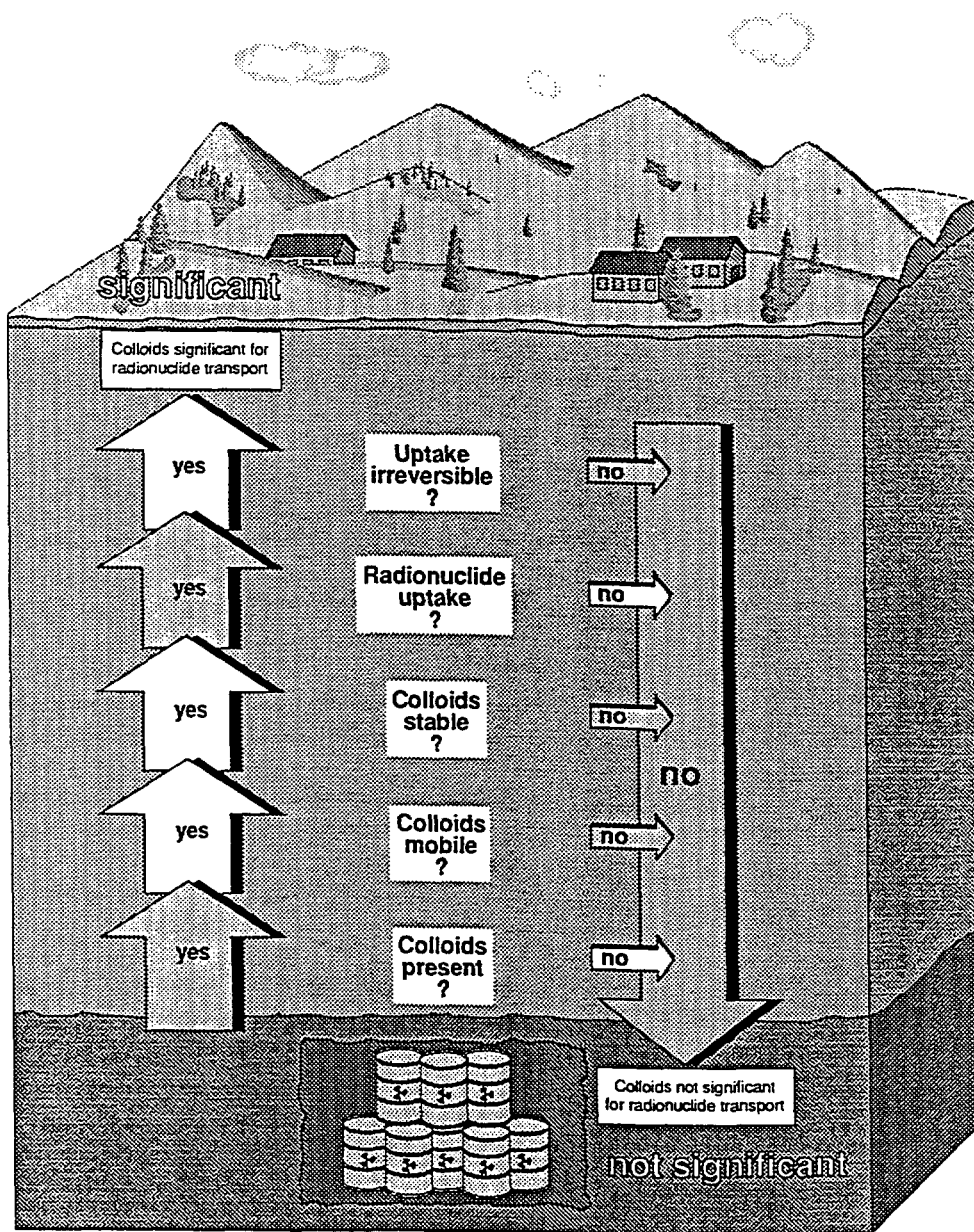 significant
Colloids significant for
radionuclide transport
yes
Uptake
irreversible
?
no
yes
Radionuclide
uptake
?
no
yes
Colloids
stable
?
no
no
yes
Colloids
mobile
?
no
yes
Colloids
present
?
no
Colloids not significant
for radionuclide transport
not significant